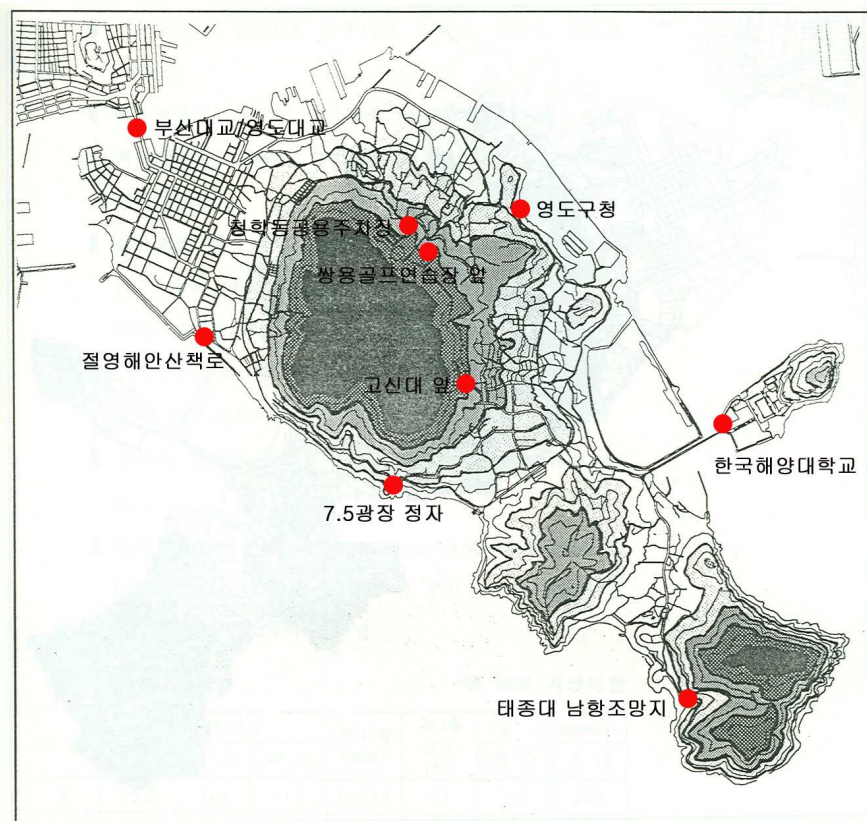 부산대교/영도대교
영도구청
청학동공용주차장
쌍용골프연습장 앞
절영해안산책로
고신대 앞
한국해양대학교
7.5광장 정자
태종대 남항조망지